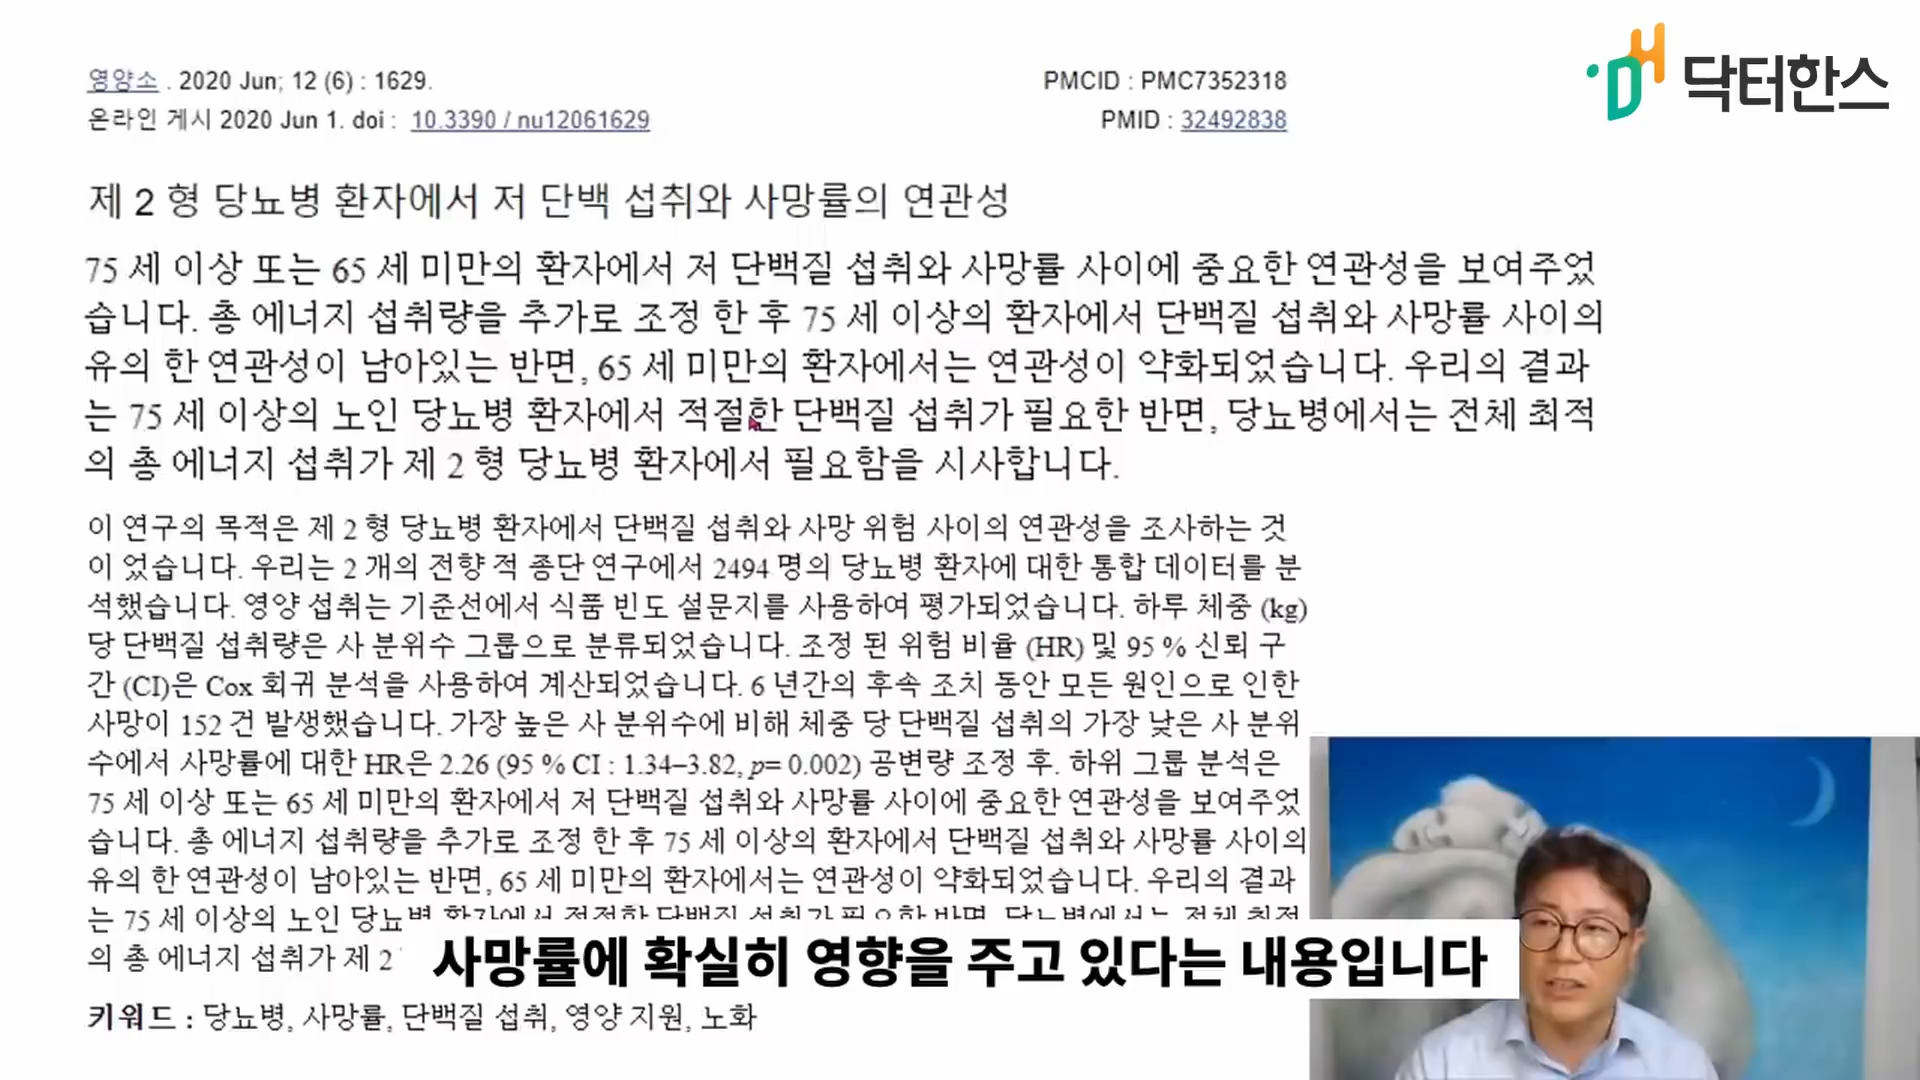 영양소 . 2020 Jun; 12 (6) : 1629.
PMCID : PMC7352318
온라인 게시 2020 Jun 1. doi : 10.3390 / nu12061629
PMID : 32492838
닥터한스
제 2 형 당뇨병 환자에서 저 단백 섭취와 사망률의 연관성
75 세 이상 또는 65 세 미만의 환자에서 저 단백질 섭취와 사망률 사이에 중요한 연관성을 보여주었
습니다. 총 에너지 섭취량을 추가로 조정 한 후 75 세 이상의 환자에서 단백질 섭취와 사망률 사이의
유의 한 연관성이 남아있는 반면, 65 세 미만의 환자에서는 연관성이 약화되었습니다. 우리의 결과
는 75 세 이상의 노인 당뇨병 환자에서 적절한 단백질 섭취가 필요한 반면, 당뇨병에서는 전체 최적
의 총 에너지 섭취가 제 2 형 당뇨병 환자에서 필요함을 시사합니다.
이 연구의 목적은 제 2 형 당뇨병 환자에서 단백질 섭취와 사망 위험 사이의 연관성을 조사하는 것
이 었습니다. 우리는 2 개의 전향 적 종단 연구에서 2494 명의 당뇨병 환자에 대한 통합 데이터를 분
석했습니다. 영양 섭취는 기준선에서 식품 빈도 설문지를 사용하여 평가되었습니다. 하루 체중 (kg)
당 단백질 섭취량은 사 분위수 그룹으로 분류되었습니다. 조정 된 위험 비율 (HR) 및 95 % 신뢰 구
간 (CI)은 Cox 회귀 분석을 사용하여 계산되었습니다. 6 년간의 후속 조치 동안 모든 원인으로 인한
사망이 152 건 발생했습니다. 가장 높은 사 분위수에 비해 체중 당 단백질 섭취의 가장 낮은 사 분위
수에서 사망률에 대한 HR은 2.26 (95 % CI : 1.34–3.82, p= 0.002) 공변량 조정 후. 하위 그룹 분석은
75 세 이상 또는 65 세 미만의 환자에서 저 단백질 섭취와 사망률 사이에 중요한 연관성을 보여주었
습니다. 총 에너지 섭취량을 추가로 조정 한 후 75 세 이상의 환자에서 단백질 섭취와 사망률 사이의
유의 한 연관성이 남아있는 반면, 65 세 미만의 환자에서는 연관성이 약화되었습니다. 우리의 결과
는 75 세 이상의 노인 당뇨병 환자에서 적절한 단백질 섭취가 필요한 반면, 당뇨병에서는 전체 최적
의 총 에너지 섭취가 제 2
사망률에 확실히 영향을 주고 있다는 내용입니다
키워드 : 당뇨병, 사망률, 단백질 섭취, 영양 지원, 노화